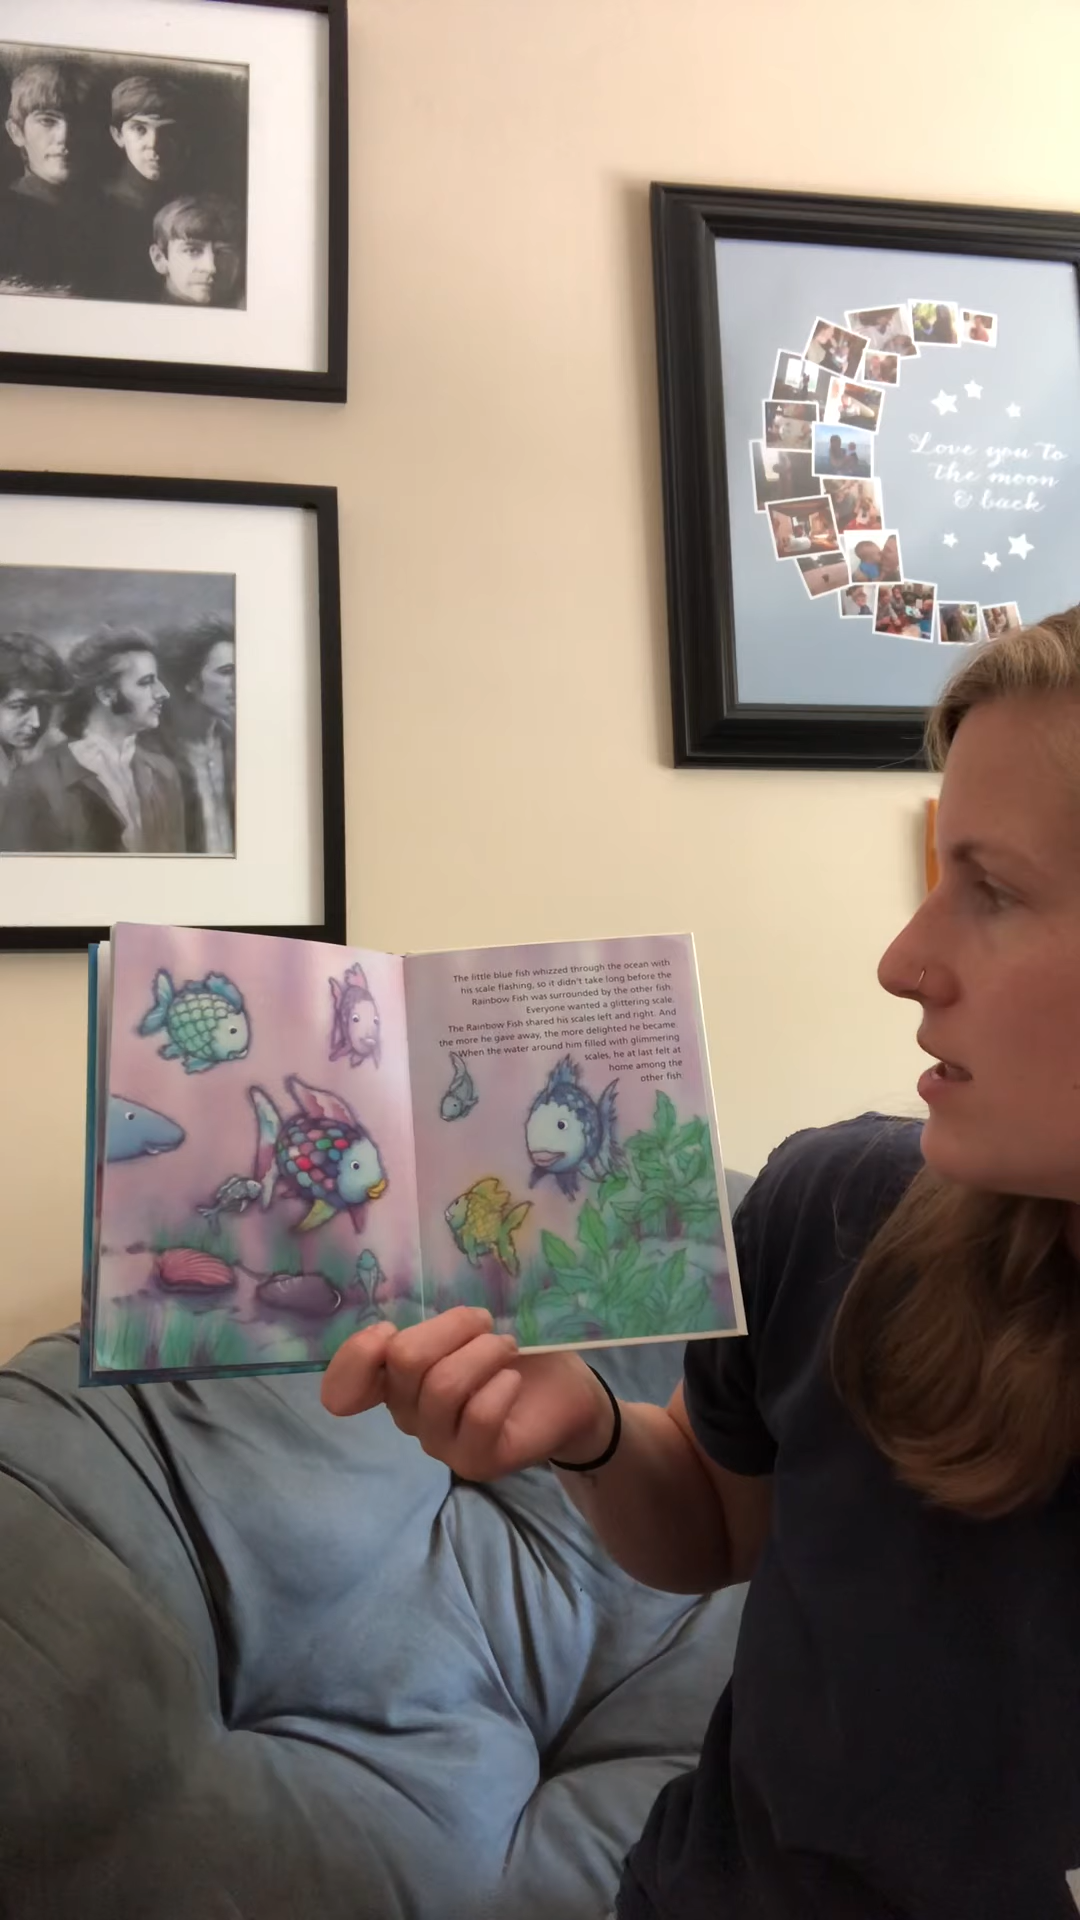 Love you to
the moon
& back
The little blue fish whizzed through the ocean with
his scale flashing, so it didn't take long before the
Rainbow Fish was surrounded by the other fish.
Everyone wanted a glittering scale.
The Rainbow Fish shared his scales left and right. And
the more he gave away, the more delighted he became.
When the water around him filled with glimmering
scales, he at last felt at
home among the
other fish.